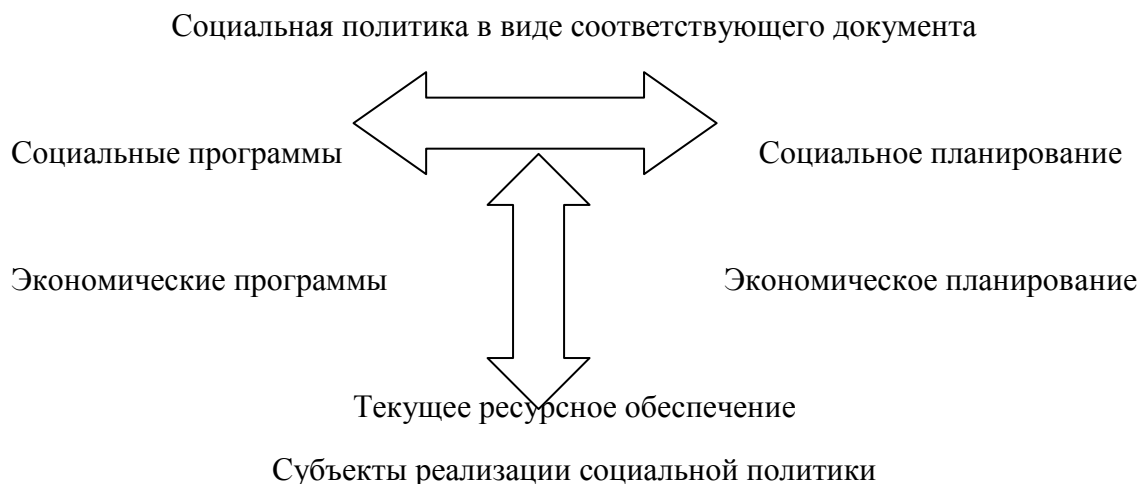 Социальная политика в виде соответствующего документа
Социальные программы Социальное планирование
Экономические программы Экономическое планирование
Текущее ресурсное обеспечение
Субъекты реализации социальной политики